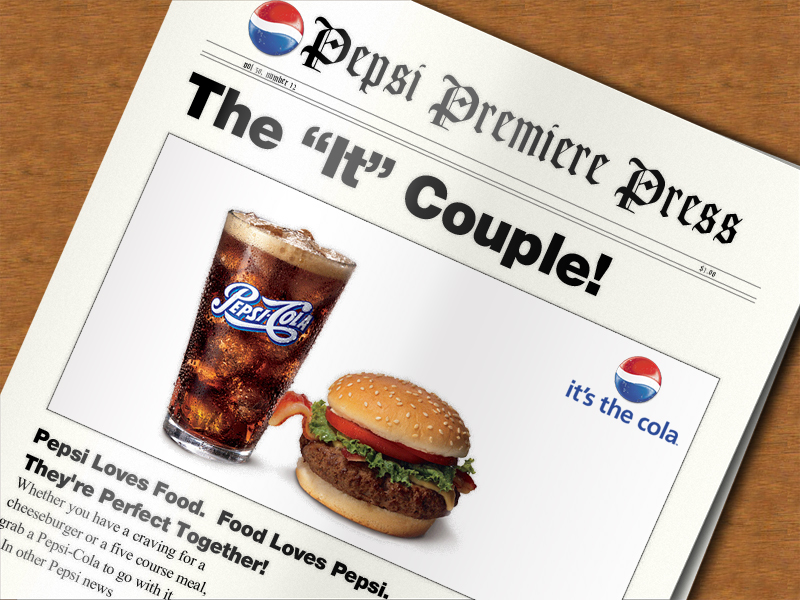 Pepsi Premiere Press
vol 50, number 12
$1.00
The “It” Couple!
PEPSI-COLA
it's the cola.
Pepsi Loves Food. Food Loves Pepsi.
They're Perfect Together!
Whether you have a craving for a
cheeseburger or a five course meal,
grab a Pepsi-Cola to go with it
In other Pepsi news